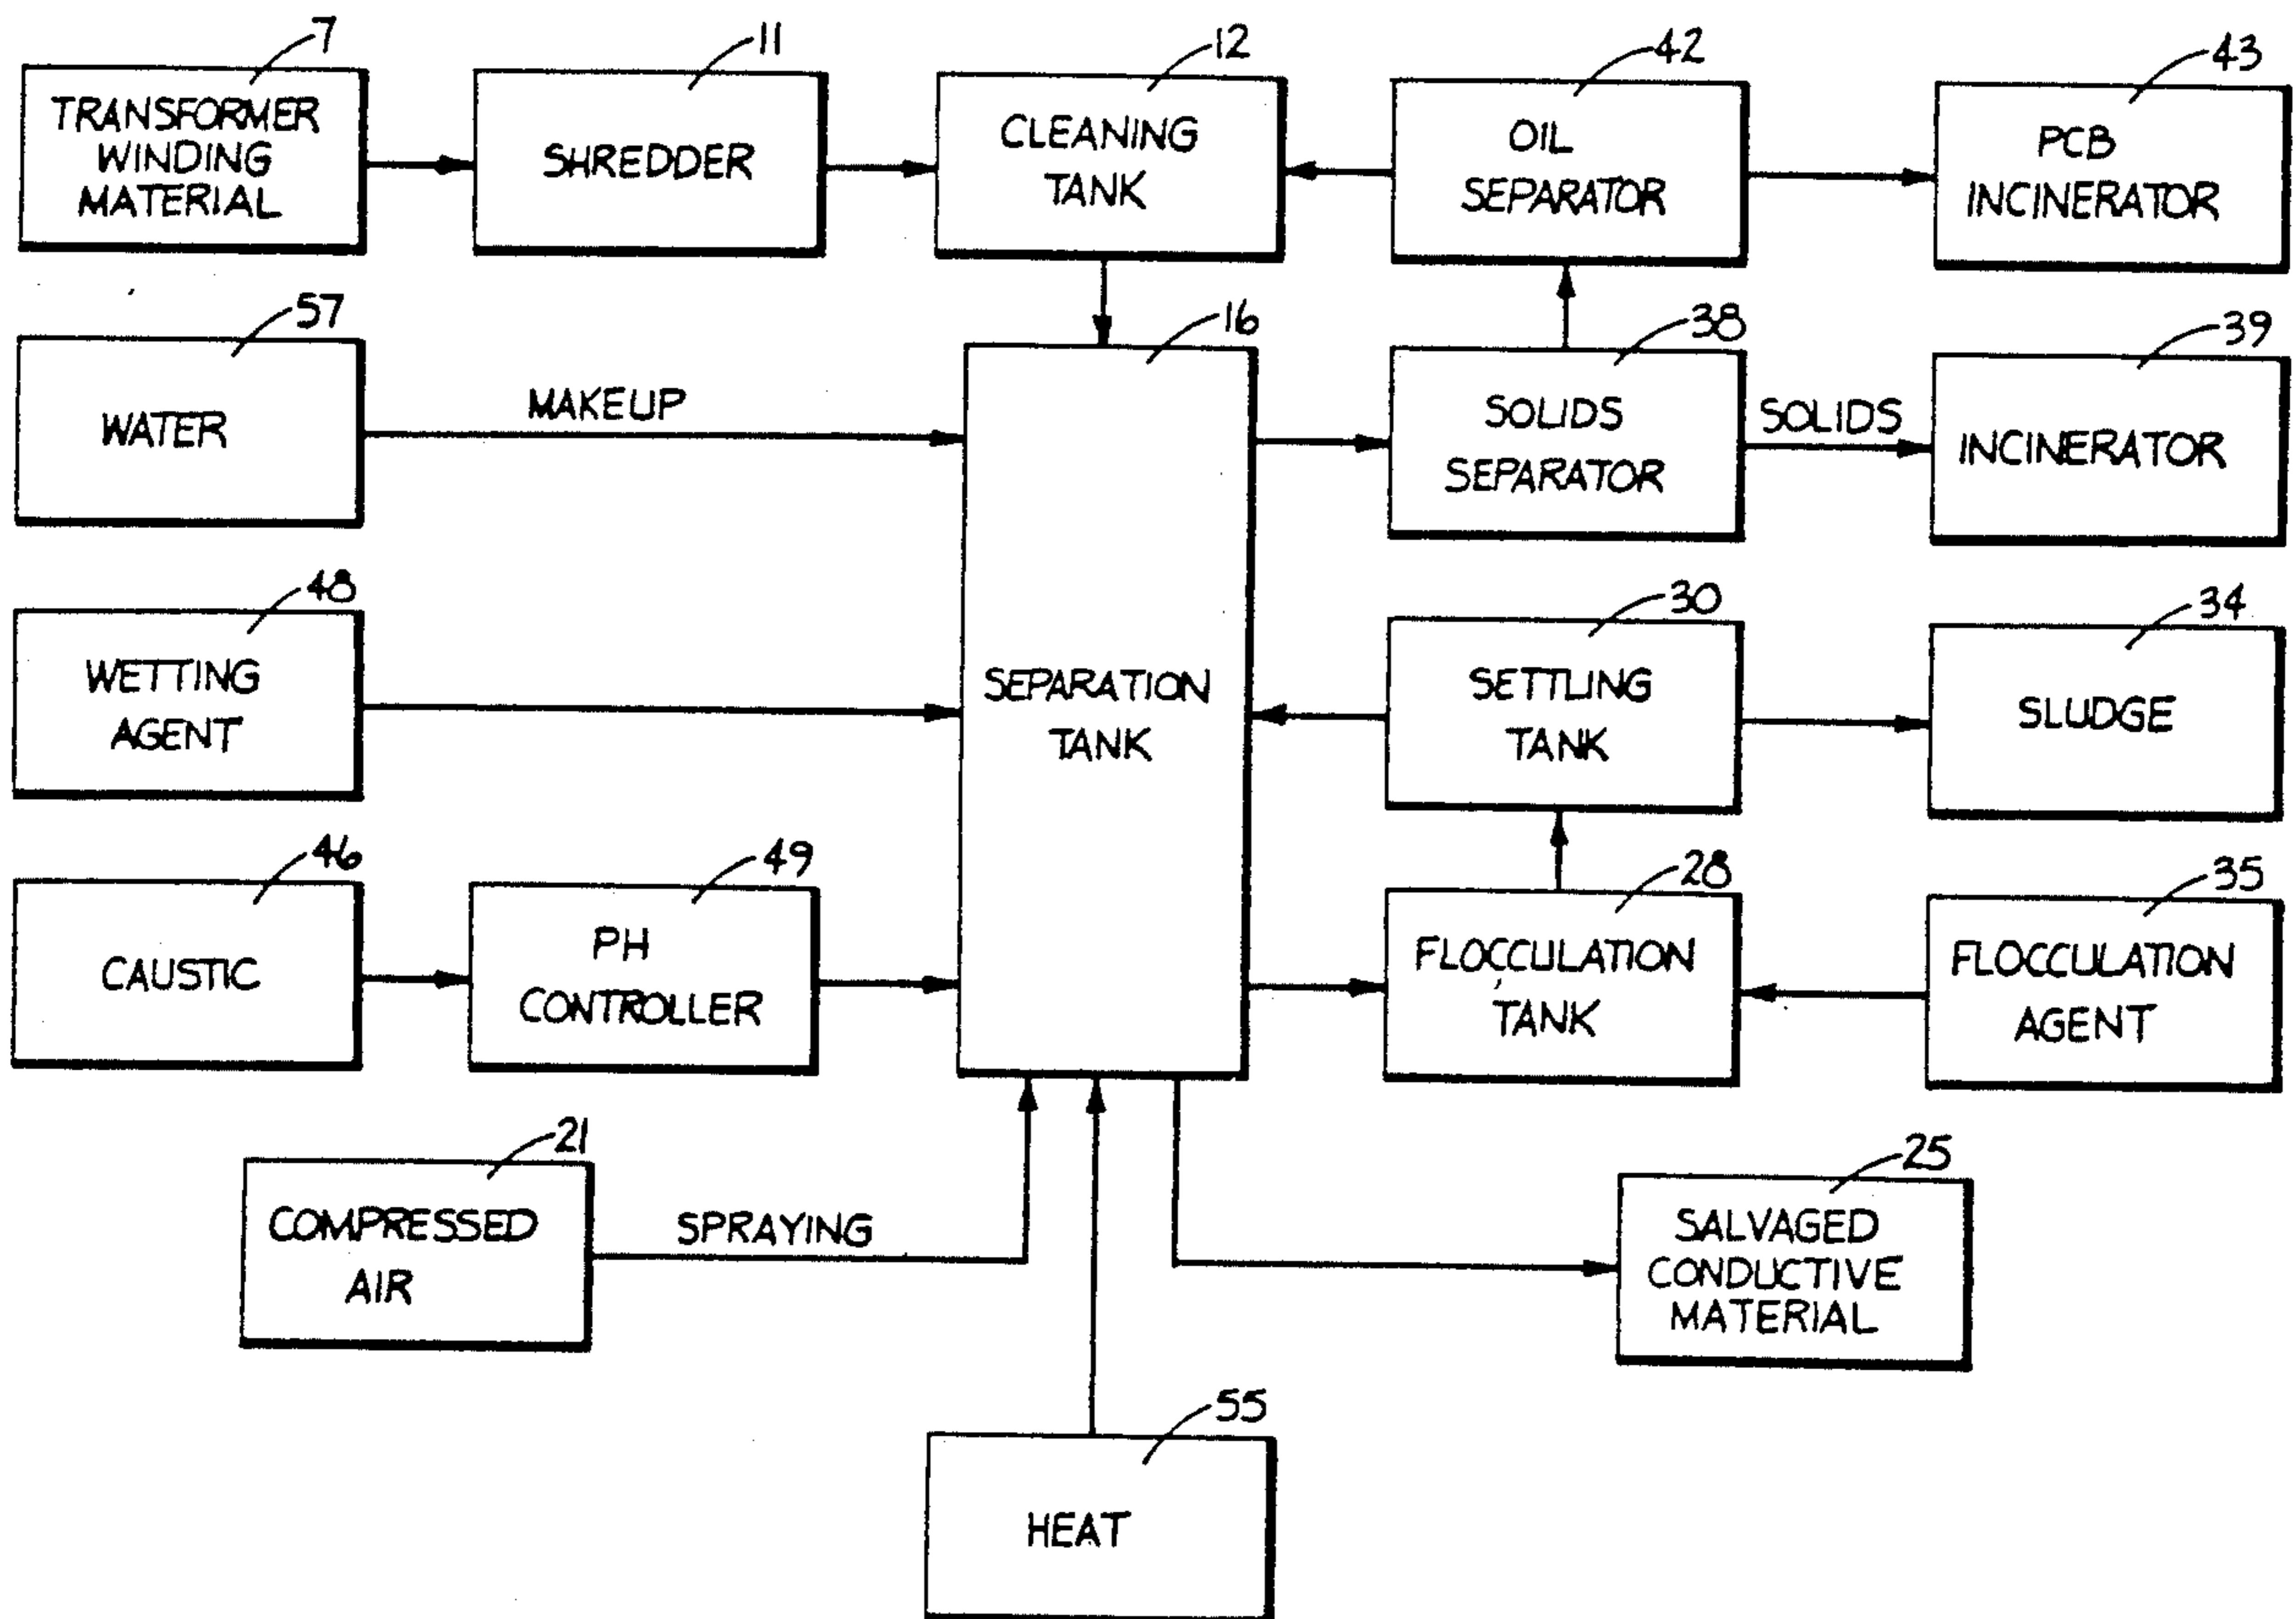 7
TRANSFORMER
WINDING
MATERIAL
11
SHREDDER
12
CLEANING
TANK
42
OIL
SEPARATOR
43
PCB
INCINERATOR
57
WATER
MAKEUP
16
SEPARATION
TANK
38
SOLIDS
SEPARATOR
SOLIDS
39
INCINERATOR
48
WETTING
AGENT
30
SETTLING
TANK
34
SLUDGE
46
CAUSTIC
49
PH
CONTROLLER
28
FLOCCULATION
TANK
35
FLOCCULATION
AGENT
21
COMPRESSED
AIR
SPRAYING
25
SALVAGED
CONDUCTIVE
MATERIAL
55
HEAT